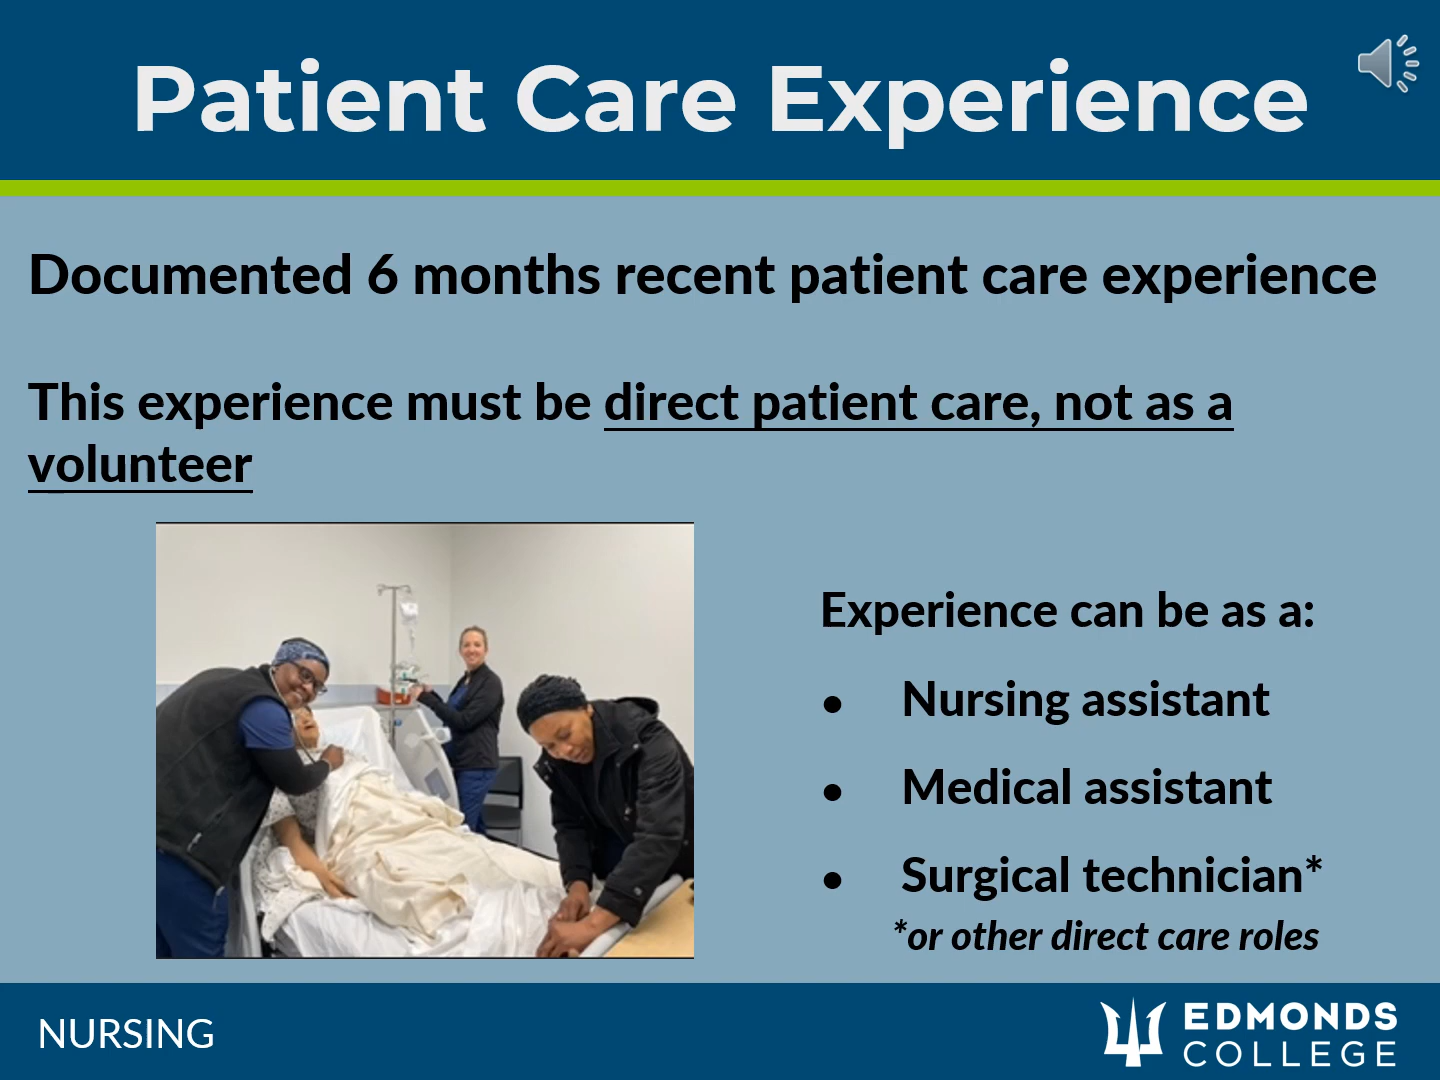 Patient Care Experience
Documented 6 months recent patient care experience
This experience must be direct patient care, not as a
volunteer
Experience can be as a:
● Nursing assistant
● Medical assistant
● Surgical technician*
*or other direct care roles
NURSING
EDMONDS
COLLEGE